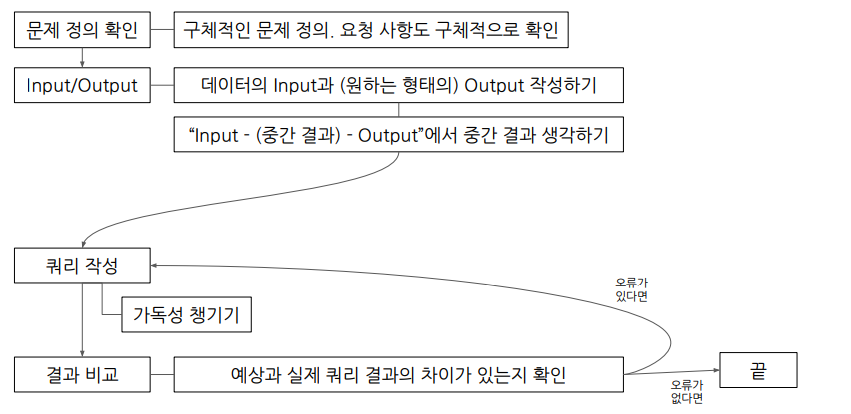 문제 정의 확인
구체적인 문제 정의. 요청 사항도 구체적으로 확인
Input/Output
데이터의 Input과 (원하는 형태의) Output 작성하기
“Input - (중간 결과) - Output”에서 중간 결과 생각하기
쿼리 작성
오류가
있다면
가독성 챙기기
결과 비교
예상과 실제 쿼리 결과의 차이가 있는지 확인
끝
오류가
없다면